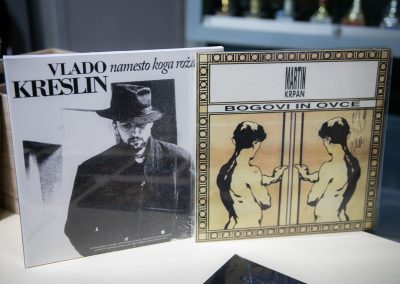 VLADO
KRESLIN
namesto koga roža
MARTIN
KRPAN
BOGOVI IN OVCE